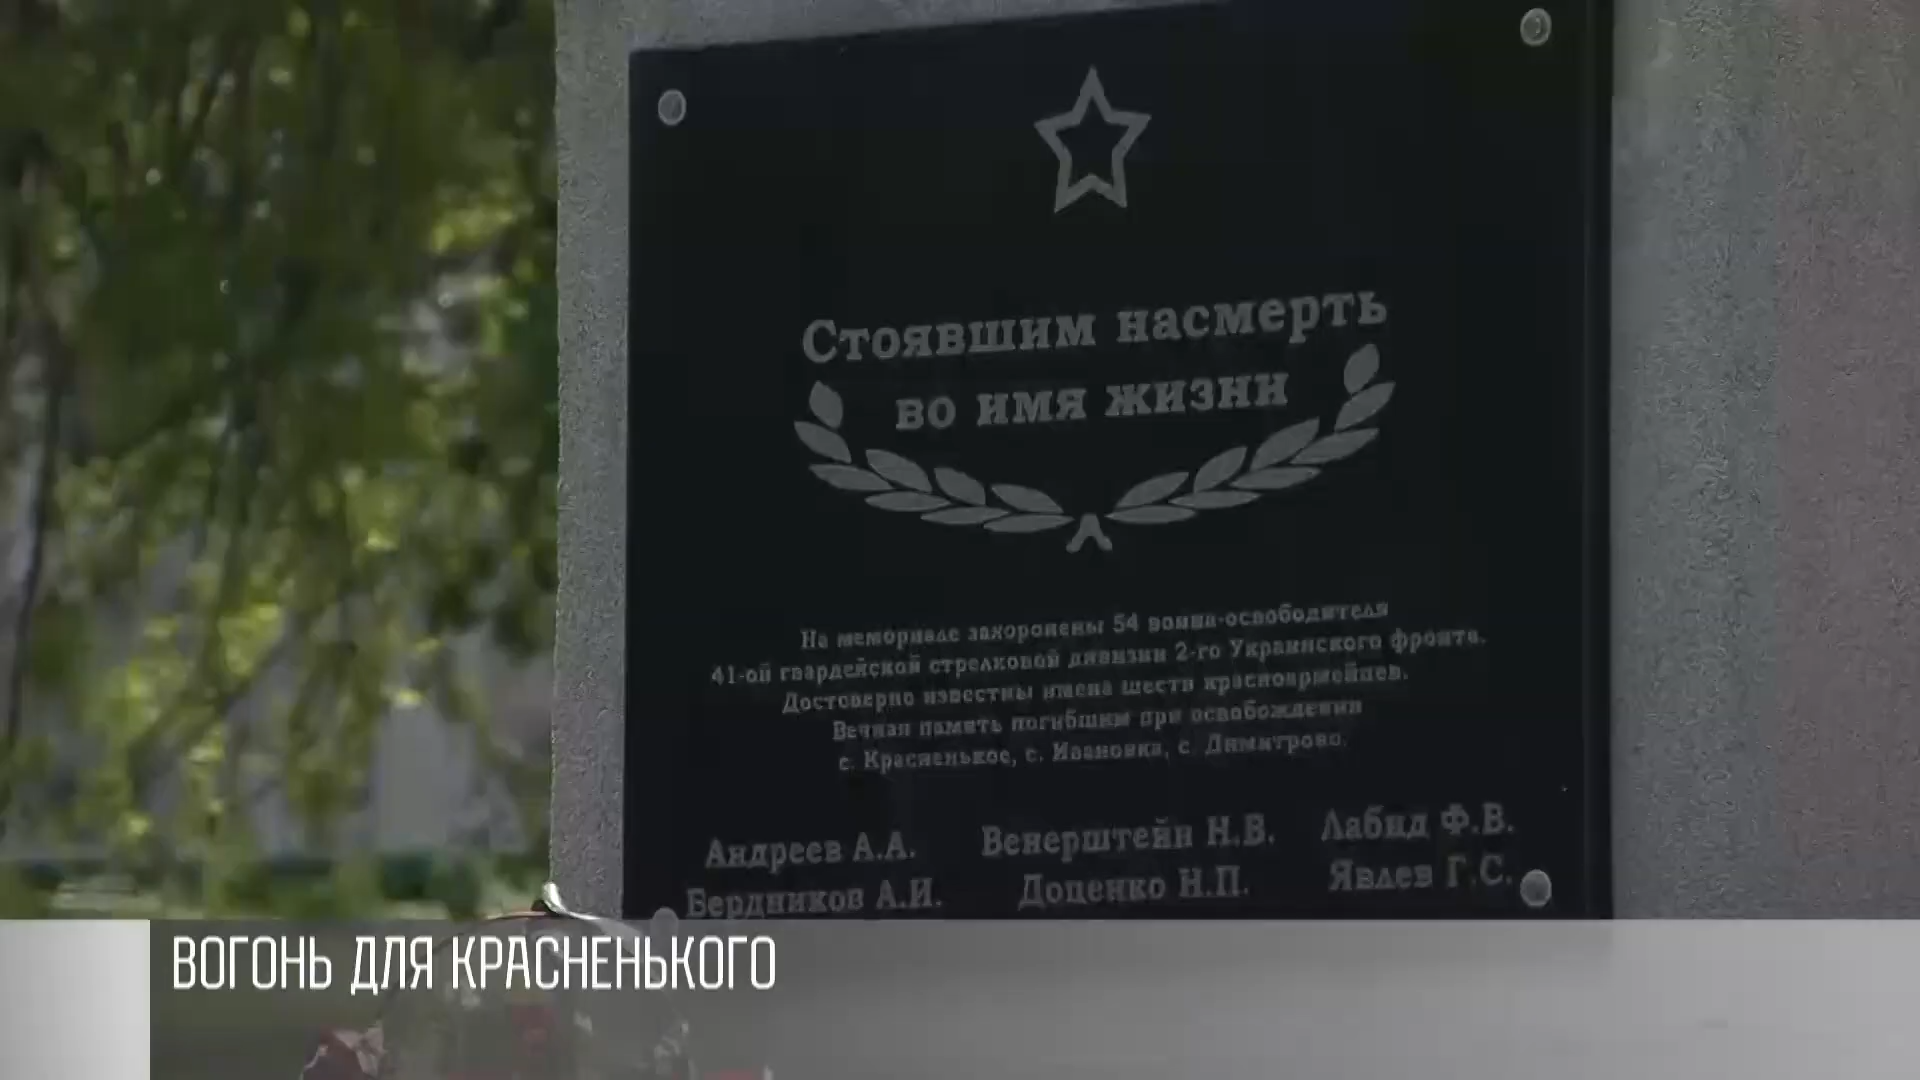 Стоявшим насмерть
во имя жизни
На мемориале захоронены 54 воина-освободителя
41-ой гвардейской стрелковой дивизии 2-го Украинского фронта.
Достоверно известны имена шести красноармейцев.
Вечная память погибшим при освобождении
с. Красненькое, с. Ивановка, с. Димитрово.
Андреев А.А. Венерштейн Н.В. Лабид Ф.В.
Бердников А.И. Доценко Н.П. Явлев Г.С.
ВОГОНЬ ДЛЯ КРАСНЕНЬКОГО